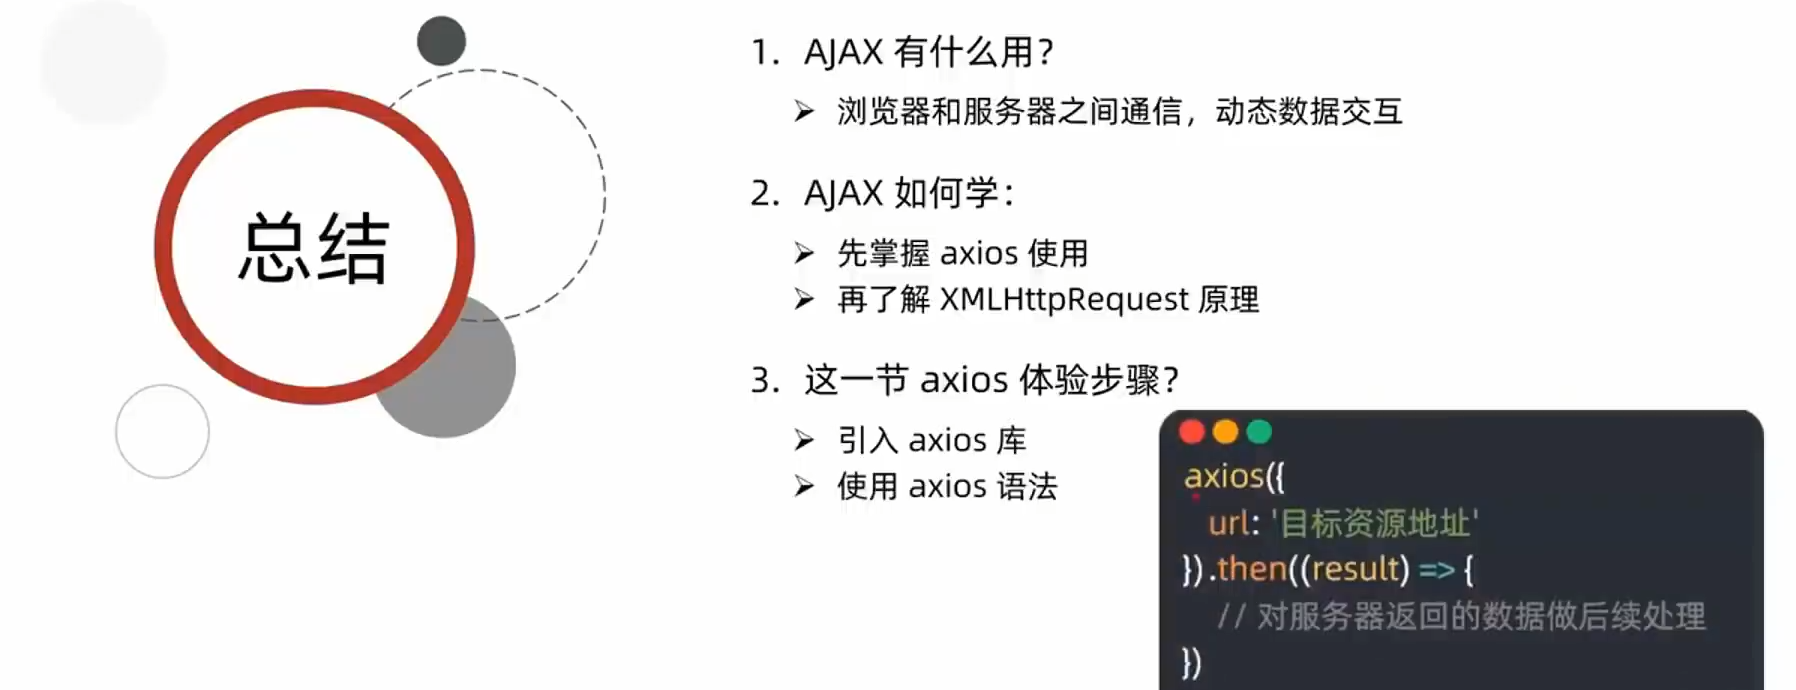 总结
1. AJAX 有什么用?
➢ 浏览器和服务器之间通信，动态数据交互
2. AJAX 如何学：
➢ 先掌握 axios 使用
➢ 再了解 XMLHttpRequest 原理
3. 这一节 axios 体验步骤?
➢ 引入 axios 库
➢ 使用 axios 语法
axios({
  url: '目标资源地址'
}).then((result) => {
  // 对服务器返回的数据做后续处理
})